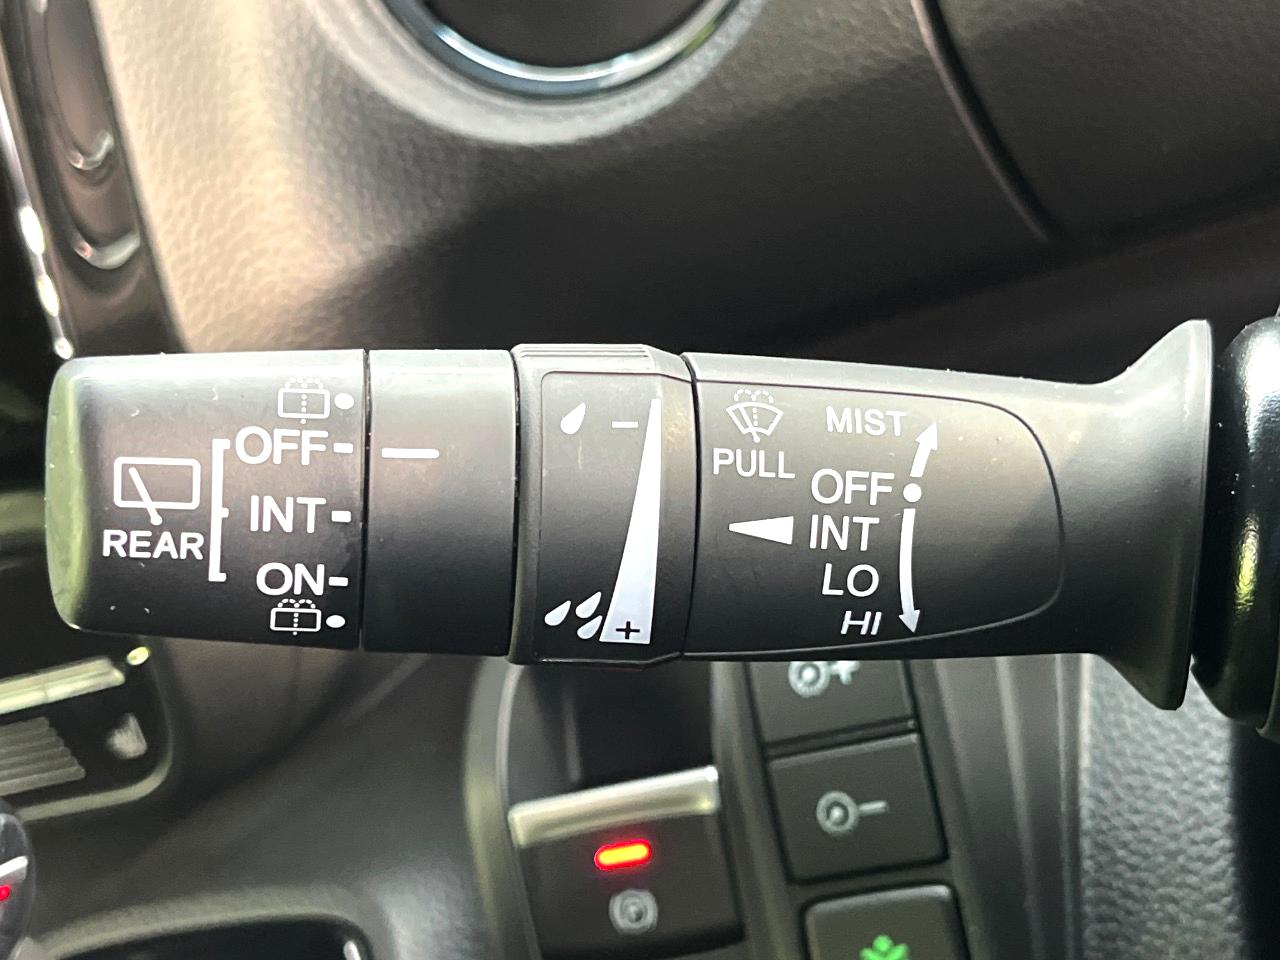 OFF
INT
REAR
ON
−
+
PULL
MIST
OFF
INT
LO
HI